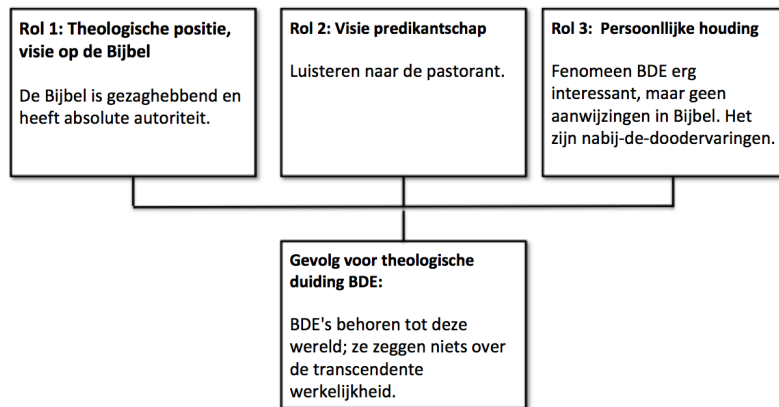 Rol 1: Theologische positie,
visie op de Bijbel
De Bijbel is gezaghebbend en
heeft absolute autoriteit.
Rol 2: Visie predikantschap
Luisteren naar de pastorant.
Rol 3:  Persoonllijke houding
Fenomeen BDE erg
interessant, maar geen
aanwijzingen in Bijbel. Het
zijn nabij-de-doodervaringen.
Gevolg voor theologische
duiding BDE:
BDE's behoren tot deze
wereld; ze zeggen niets over
de transcendente
werkelijkheid.